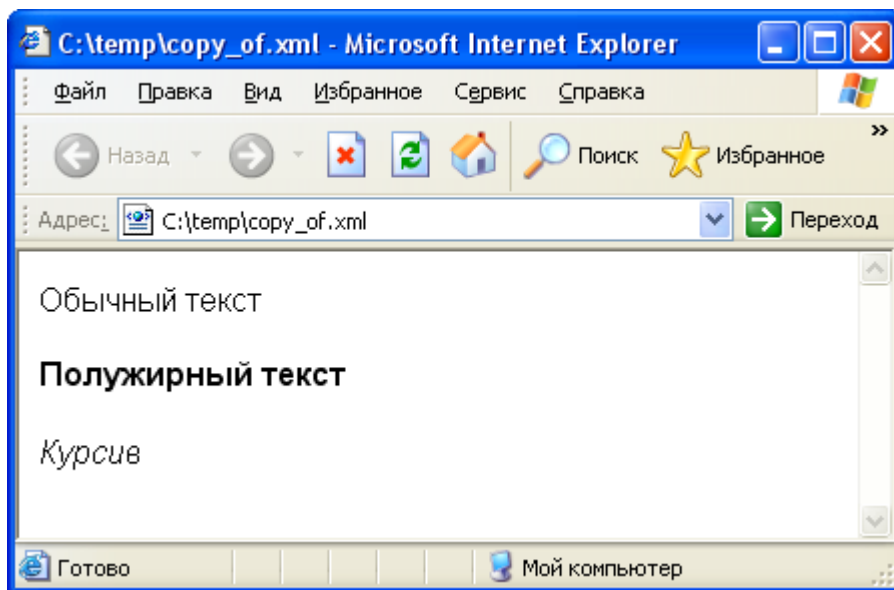 C:\temp\copy_of.xml - Microsoft Internet Explorer
Файл Правка Вид Избранное Сервис Справка
Назад Поиск Избранное »
Адрес: C:\temp\copy_of.xml Переход
Обычный текст
Полужирный текст
Курсив
Готово Мой компьютер